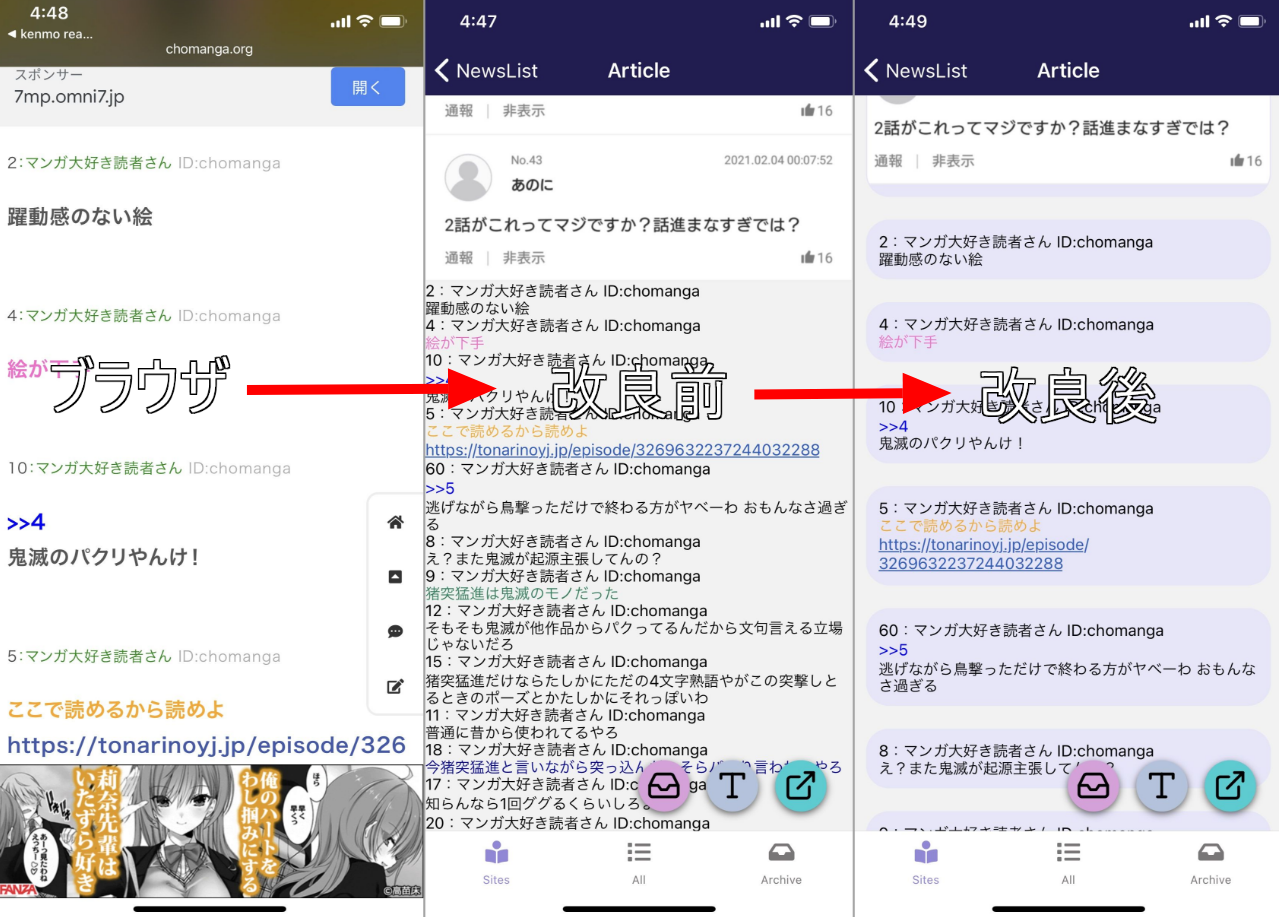 4:48
◀ kenmo rea...
chomanga.org
スポンサー
7mp.omni7.jp
開く
2:マンガ大好き読者さん ID:chomanga
躍動感のない絵
4:マンガ大好き読者さん ID:chomanga
絵が下手
ブラウザ
10:マンガ大好き読者さん ID:chomanga
>>4
鬼滅のパクリやんけ！
5:マンガ大好き読者さん ID:chomanga
ここで読めるから読めよ
https://tonarinoyj.jp/episode/326
莉奈先輩は
いたずら好き
俺のハートを
わし掴みにする
ほら
早く早くっ
あーっ見たわね
えっちー♡
FANZA
©高苗床
4:47
NewsList
Article
通報 | 非表示
16
No.43
2021.02.04 00:07:52
あのに
2話がこれってマジですか？話進まなすぎでは？
通報 | 非表示
16
2：マンガ大好き読者さん ID:chomanga
躍動感のない絵
4：マンガ大好き読者さん ID:chomanga
絵が下手
10：マンガ大好き読者さん ID:chomanga
>>4
鬼滅のパクリやんけ
改良前
5：マンガ大好き読者さん ID:chomanga
ここで読めるから読めよ
https://tonarinoyj.jp/episode/3269632237244032288
60：マンガ大好き読者さん ID:chomanga
>>5
逃げながら鳥撃っただけで終わる方がヤベーわ おもんなさ過ぎ
る
8：マンガ大好き読者さん ID:chomanga
え？また鬼滅が起源主張してんの？
9：マンガ大好き読者さん ID:chomanga
猪突猛進は鬼滅のモノだった
12：マンガ大好き読者さん ID:chomanga
そもそも鬼滅が他作品からパクってるんだから文句言える立場
じゃないだろ
15：マンガ大好き読者さん ID:chomanga
猪突猛進だけならたしかにただの4文字熟語やがこの突撃しと
るときのポーズとかたしかにそれっぽいわ
11：マンガ大好き読者さん ID:chomanga
普通に昔から使われてるやろ
18：マンガ大好き読者さん ID:chomanga
今猪突猛進と言いながら突っ込ん
そらパ
言わ
やる
17：マンガ大好き読者さん ID:c
知らんなら1回ググるくらいしろ
20：マンガ大好き読者さん ID:chomanga
T
Sites
All
Archive
4:49
NewsList
Article
2話がこれってマジですか？話進まなすぎでは？
通報 | 非表示
16
2：マンガ大好き読者さん ID:chomanga
躍動感のない絵
4：マンガ大好き読者さん ID:chomanga
絵が下手
改良後
10：マンガ大好き読者さん ID:chomanga
>>4
鬼滅のパクリやんけ！
5：マンガ大好き読者さん ID:chomanga
ここで読めるから読めよ
https://tonarinoyj.jp/episode/
3269632237244032288
60：マンガ大好き読者さん ID:chomanga
>>5
逃げながら鳥撃っただけで終わる方がヤベーわ おもんな
さ過ぎる
8：マンガ大好き読者さん ID:chomanga
え？また鬼滅が起源主張して
T
Sites
All
Archive